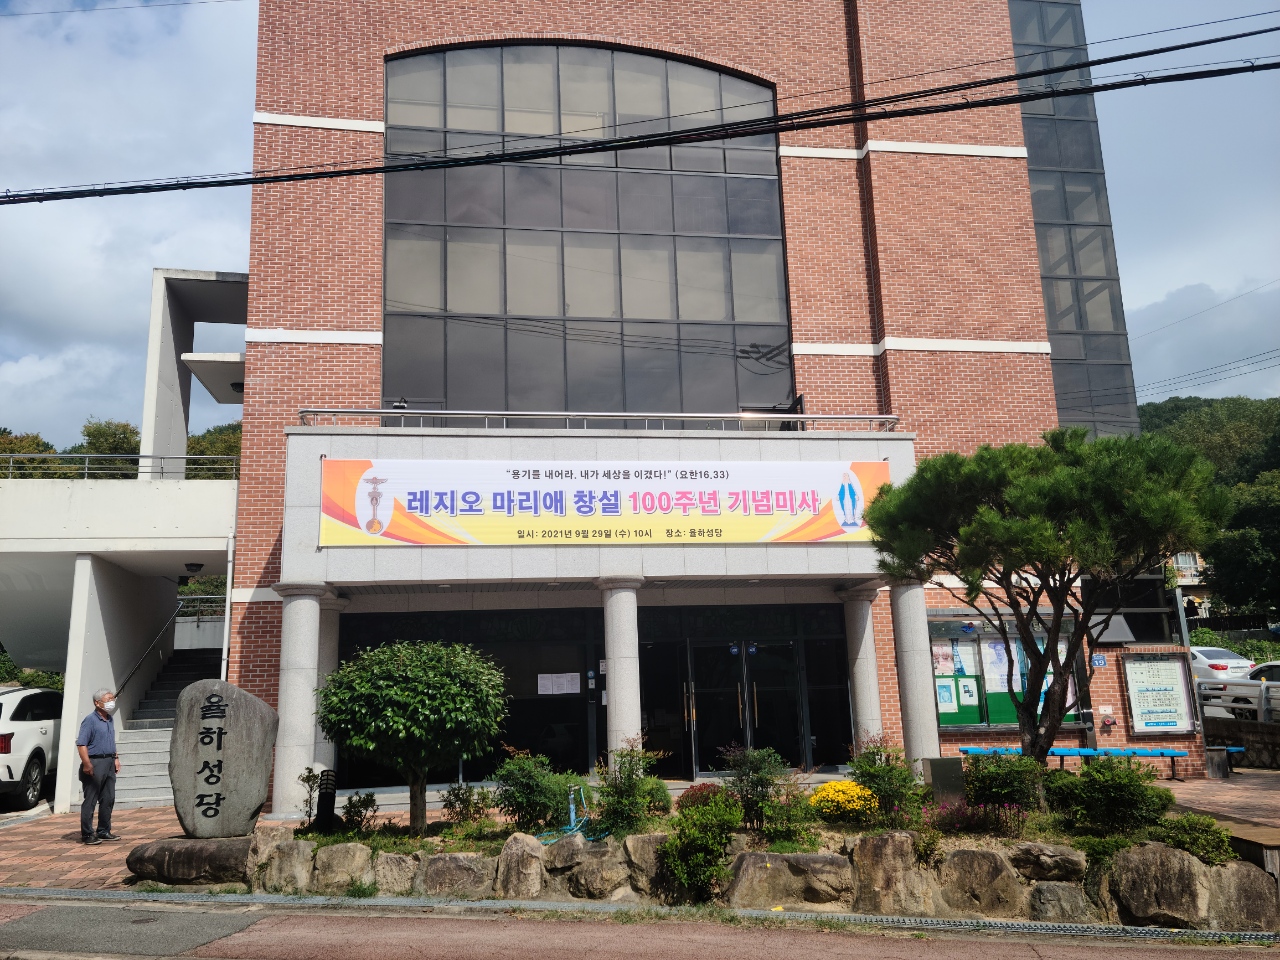 “용기를 내어라. 내가 세상을 이겼다!” (요한16,33)
레지오 마리애 창설 100주년 기념미사
일시: 2021년 9월 29일 (수) 10시 장소: 율하성당
율하성당